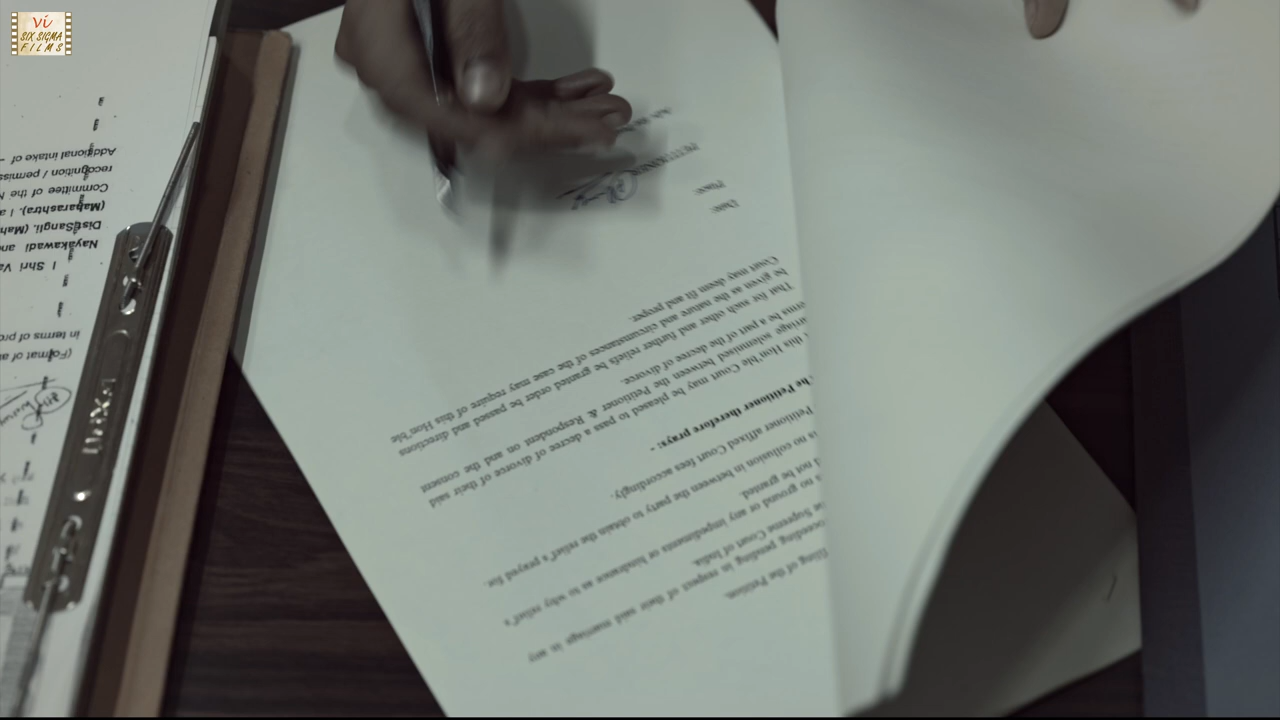 vi
SIX SIGMA
FILMS
filing of the Petition.
proceeding pending in respect of their said marriage in any
Supreme Court of India.
no ground or any impediments or hindrance as to why relief's
not be granted.
is no collusion in between the party to obtain the relief's prayed for.
Petitioner affixed Court fees accordingly.
The Petitioner therefore prays: -
this Hon'ble Court may be pleased to pass a decree of divorce of their said
solemnised between the Petitioner & Respondent on and the consent
terms be a part of the decree of divorce.
That for such other and further reliefs be granted order be passed and directions
be given as the nature and circumstances of the case may require of this Hon'ble
Court may deem fit and proper.
Date:
Place:
PETITIONER
(Format of a
in terms of pro
I Shri Va
Nayakawadi and
Dist Sangli. (Mah
(Maharashtra). I a
Committee of the
recognition / permission
Additional intake of